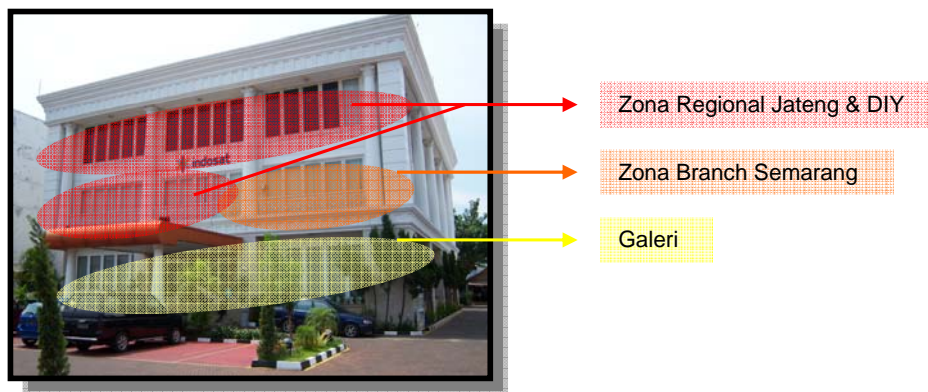 indosat
Zona Regional Jateng & DIY
Zona Branch Semarang
Galeri